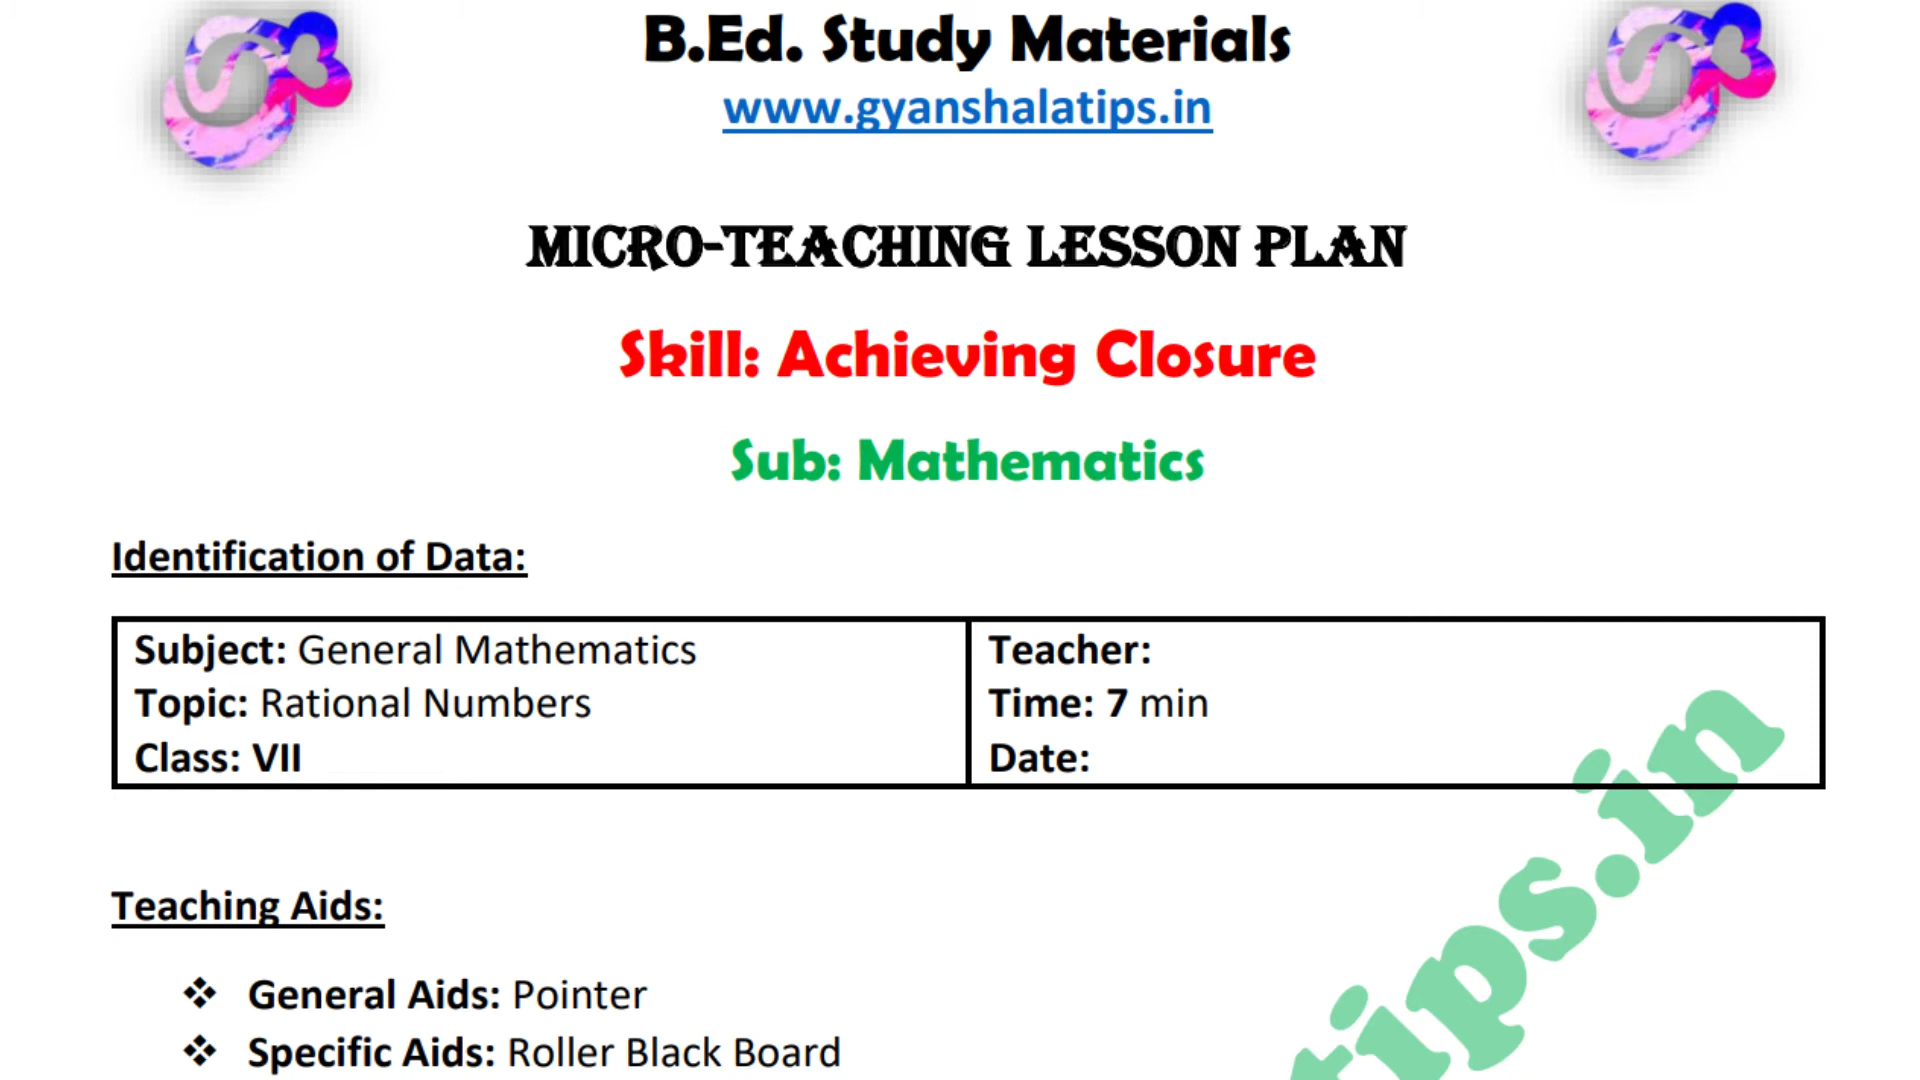 B.Ed. Study Materials
www.gyanshalatips.in
MICRO-TEACHING LESSON PLAN
Skill: Achieving Closure
Sub: Mathematics
Identification of Data:
Subject: General Mathematics
Topic: Rational Numbers
Class: VII
Teacher:
Time: 7 min
Date:
Teaching Aids:
❖ General Aids: Pointer
❖ Specific Aids: Roller Black Board
tips.in